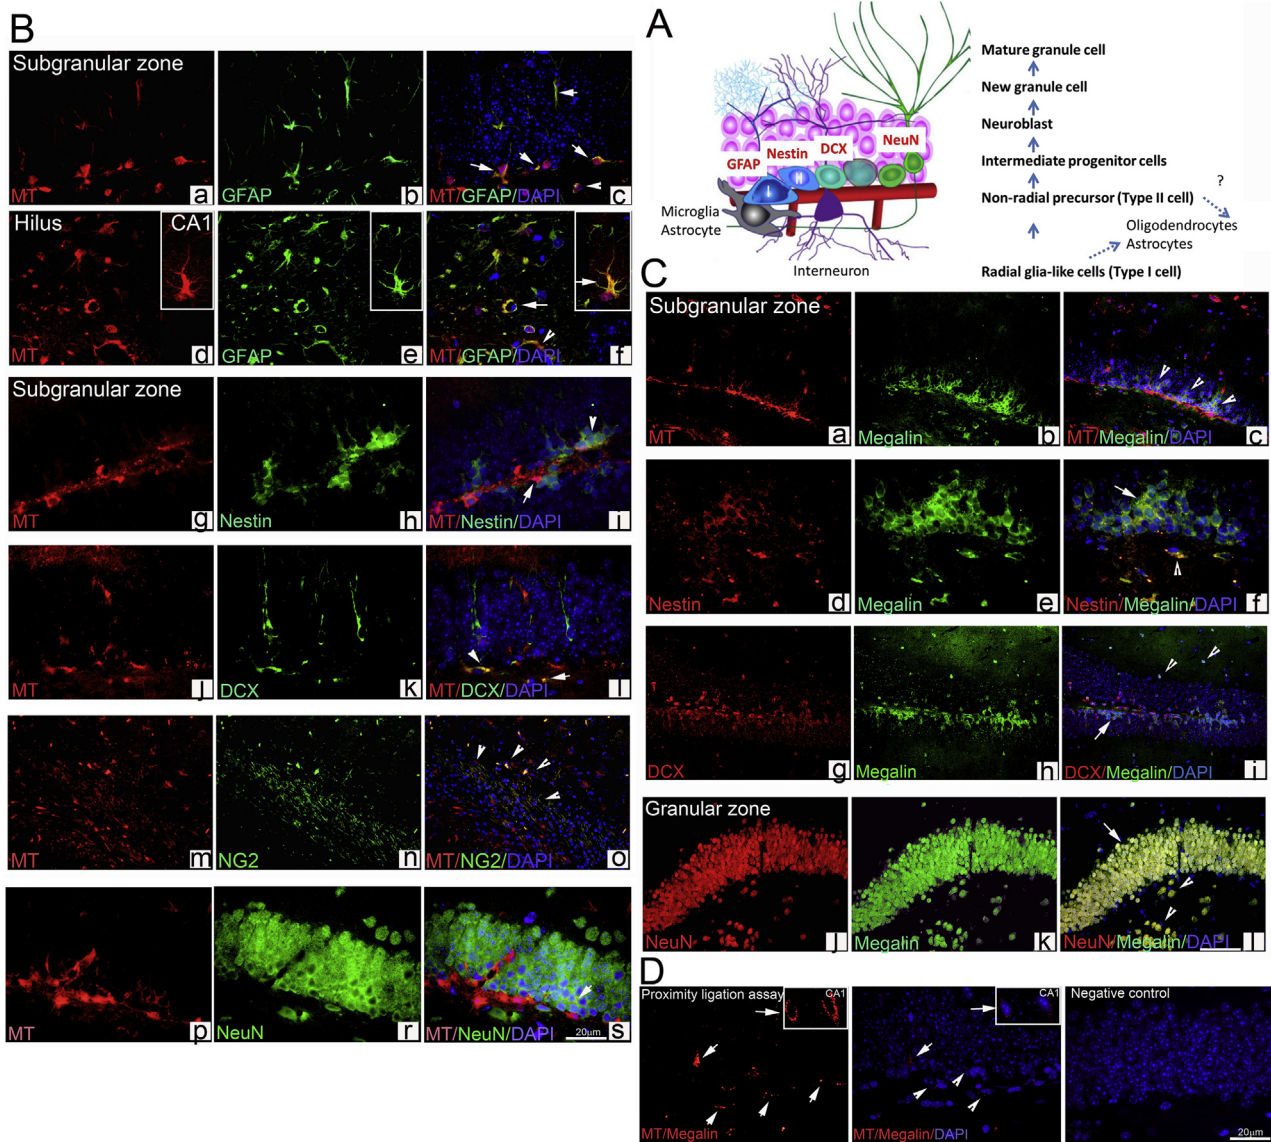 B
Subgranular zone
MT
a
GFAP
b
MT/GFAP/DAPI
c
Hilus
CA1
MT
d
GFAP
e
MT/GFAP/DAPI
f
Subgranular zone
MT
g
Nestin
h
MT/Nestin/DAPI
i
MT
j
DCX
k
MT/DCX/DAPI
l
MT
m
NG2
n
MT/NG2/DAPI
o
MT
p
NeuN
r
MT/NeuN/DAPI
20µm
s
A
GFAP
Nestin
DCX
NeuN
I
II
Microglia
Astrocyte
Interneuron
Mature granule cell
New granule cell
Neuroblast
Intermediate progenitor cells
Non-radial precursor (Type II cell)
?
Oligodendrocytes
Astrocytes
Radial glia-like cells (Type I cell)
C
Subgranular zone
MT
a
Megalin
b
MT/Megalin/DAPI
c
Nestin
d
Megalin
e
Nestin/Megalin/DAPI
f
DCX
g
Megalin
h
DCX/Megalin/DAPI
i
Granular zone
NeuN
j
Megalin
k
NeuN/Megalin/DAPI
l
D
Proximity ligation assay
CA1
MT/Megalin
CA1
MT/Megalin/DAPI
Negative control
20µm